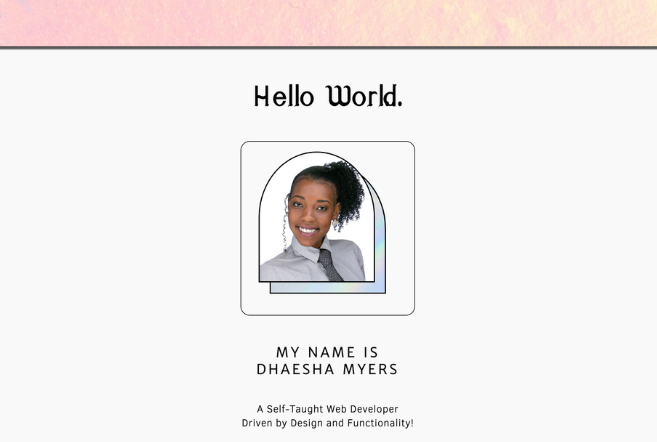 Hello World.
MY NAME IS
DHAESHA MYERS
A Self-Taught Web Developer
Driven by Design and Functionality!